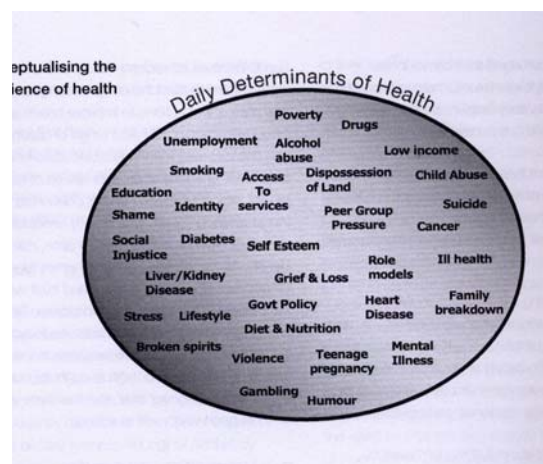 eptualising the
ience of health
Daily Determinants of Health
Poverty
Drugs
Unemployment
Alcohol
abuse
Low income
Smoking
Access
To
services
Dispossession
of Land
Child Abuse
Education
Shame
Identity
Peer Group
Pressure
Suicide
Cancer
Social
Injustice
Diabetes
Self Esteem
Role
models
Ill health
Liver/Kidney
Disease
Grief & Loss
Stress
Lifestyle
Govt Policy
Heart
Disease
Family
breakdown
Diet & Nutrition
Broken spirits
Violence
Teenage
pregnancy
Mental
Illness
Gambling
Humour